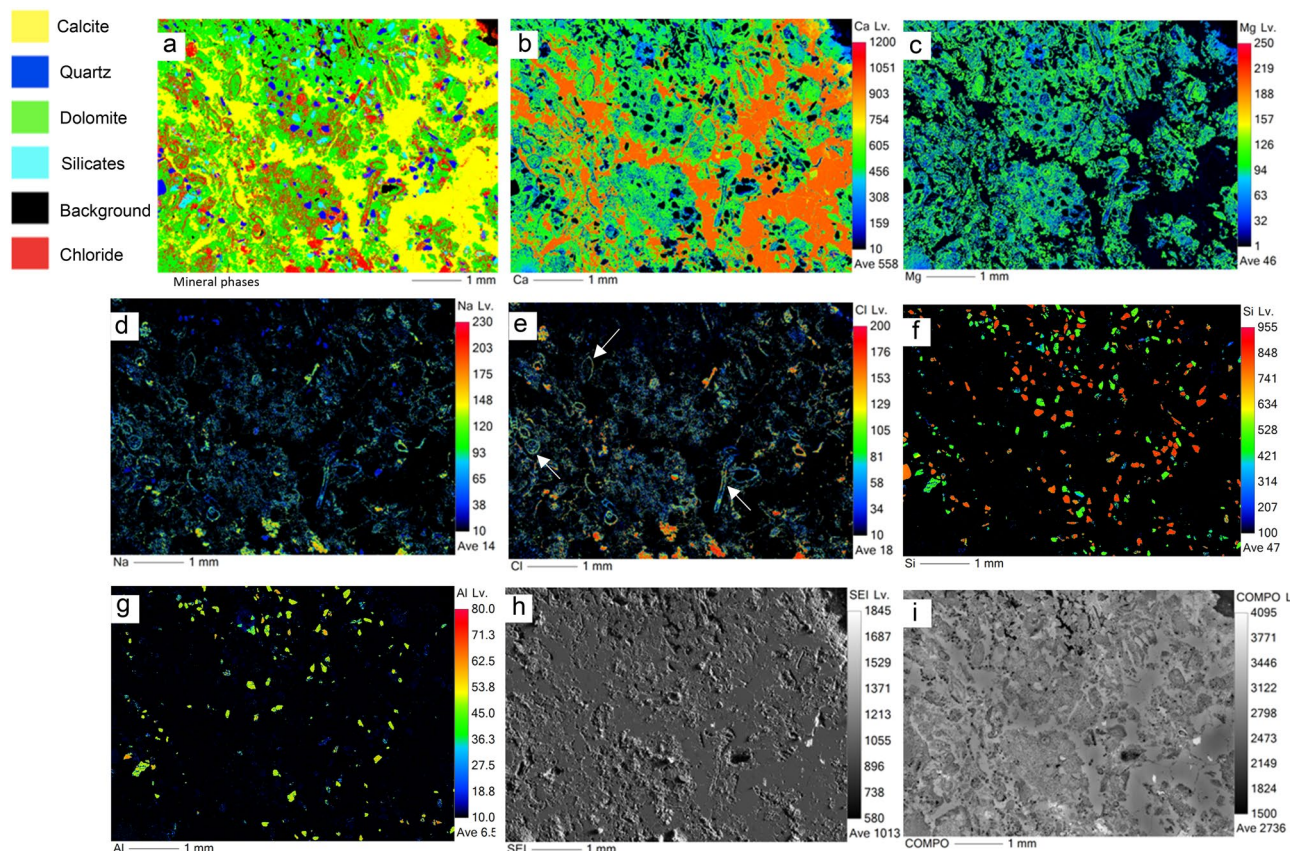 Calcite
Quartz
Dolomite
Silicates
Background
Chloride
a
Mineral phases
1 mm
b
Ca Lv.
1200
1051
903
754
605
456
308
159
10
Ave 558
Ca
1 mm
c
Mg Lv.
250
219
188
157
126
94
63
32
1
Ave 46
Mg
1 mm
d
Na Lv.
230
203
175
148
120
93
65
38
10
Ave 14
Na
1 mm
e
Cl Lv.
200
176
153
129
105
81
58
34
10
Ave 18
Cl
1 mm
f
Si Lv.
955
848
741
634
528
421
314
207
100
Ave 47
Si
1 mm
g
Al Lv.
80.0
71.3
62.5
53.8
45.0
36.3
27.5
18.8
10.0
Ave 6.5
Al
1 mm
h
SEI Lv.
1845
1687
1529
1371
1213
1055
896
738
580
Ave 1013
SEI
1 mm
i
COMPO L
4095
3771
3446
3122
2798
2473
2149
1824
1500
Ave 2736
COMPO
1 mm